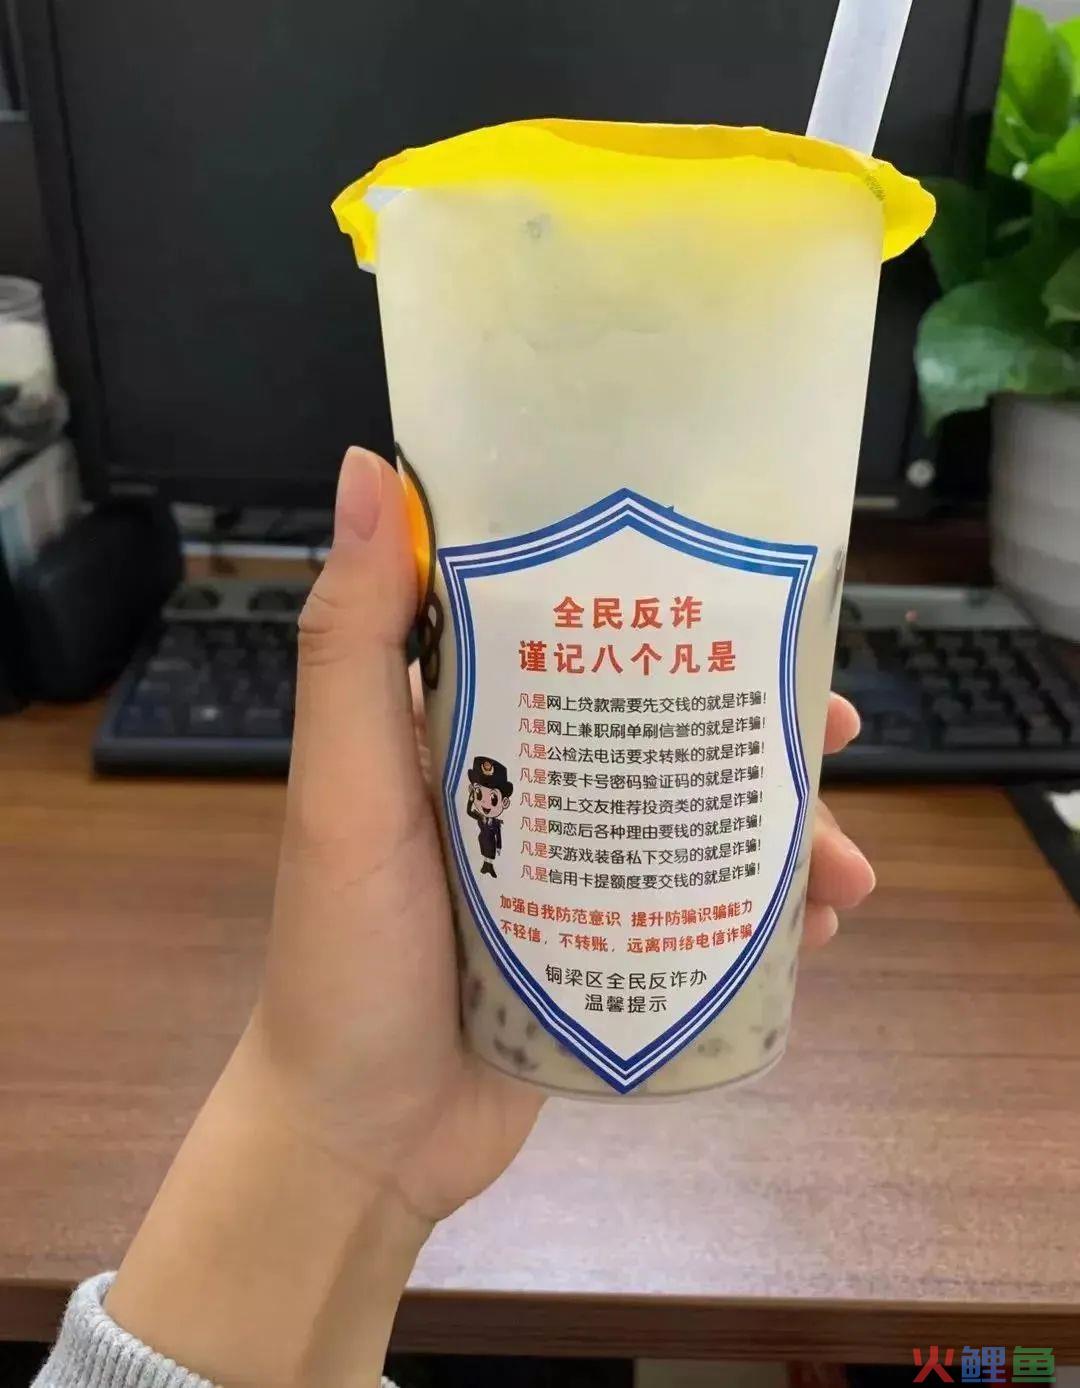 全民反诈
谨记八个凡是
凡是网上贷款需要先交钱的就是诈骗!
凡是网上兼职刷单刷信誉的就是诈骗!
凡是公检法电话要求转账的就是诈骗!
凡是索要卡号密码验证码的就是诈骗!
凡是网上交友推荐投资类的就是诈骗!
凡是网恋后各种理由要钱的就是诈骗!
凡是买游戏装备私下交易的就是诈骗!
凡是信用卡提额度要交钱的就是诈骗!
加强自我防范意识 提升防骗识骗能力
不轻信，不转账，远离网络电信诈骗
铜梁区全民反诈办
温馨提示
火鲤鱼